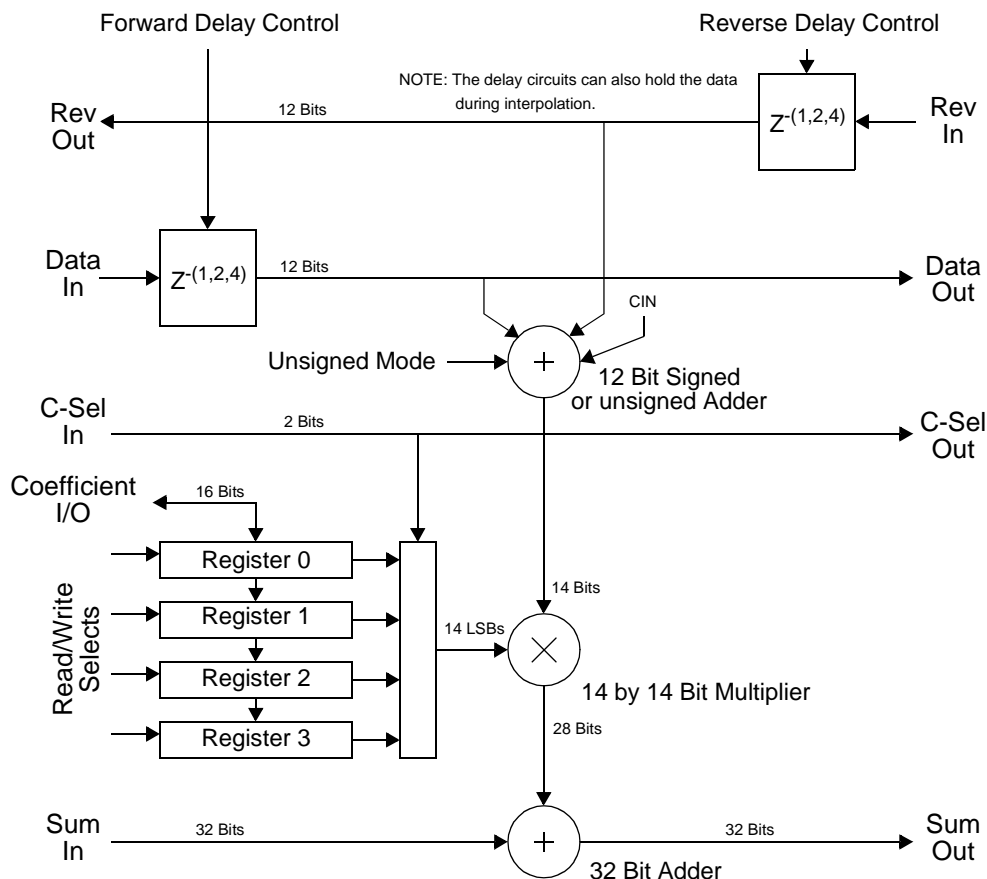 Forward Delay Control
Reverse Delay Control
NOTE: The delay circuits can also hold the data
during interpolation.
Rev
Out
12 Bits
Z-(1,2,4)
Rev
In
Data
In
Z-(1,2,4)
12 Bits
Data
Out
CIN
Unsigned Mode
+
12 Bit Signed
or unsigned Adder
C-Sel
In
2 Bits
C-Sel
Out
Coefficient
I/O
16 Bits
Read/Write
Selects
Register 0
Register 1
Register 2
Register 3
14 Bits
14 LSBs
14 by 14 Bit Multiplier
28 Bits
Sum
In
32 Bits
+
32 Bits
Sum
Out
32 Bit Adder